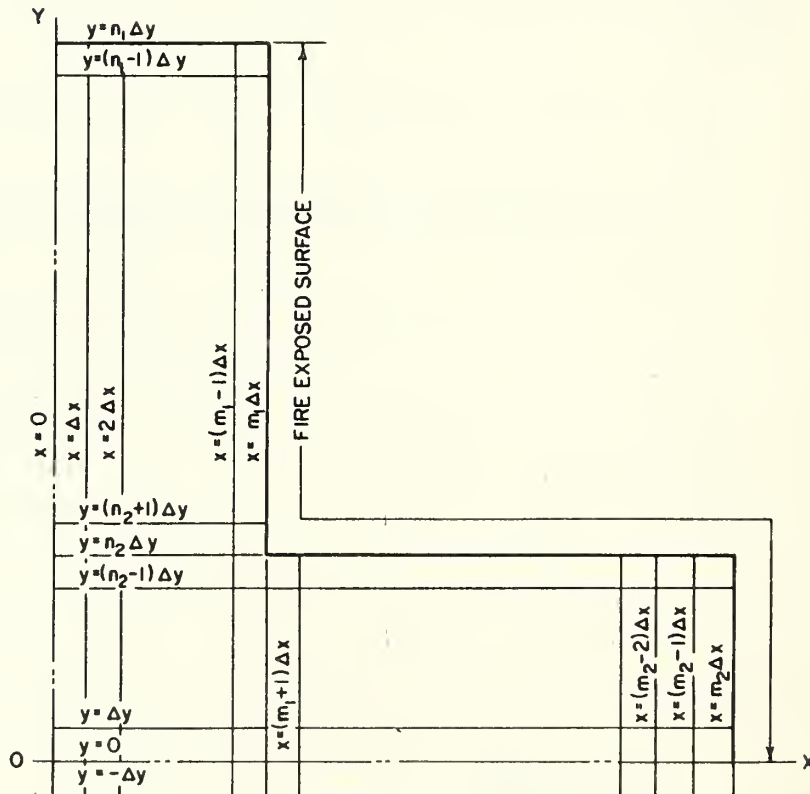 Y
y=n₁Δy
y=(n₁-1)Δy
FIRE EXPOSED SURFACE
x=0
x=Δx
x=2Δx
x=(m₁-1)Δx
x=m₁Δx
y=(n₂+1)Δy
y=n₂Δy
y=(n₂-1)Δy
x=(m₁+1)Δx
x=(m₂-2)Δx
x=(m₂-1)Δx
x=m₂Δx
y=Δy
y=0
O
X
y=-Δy